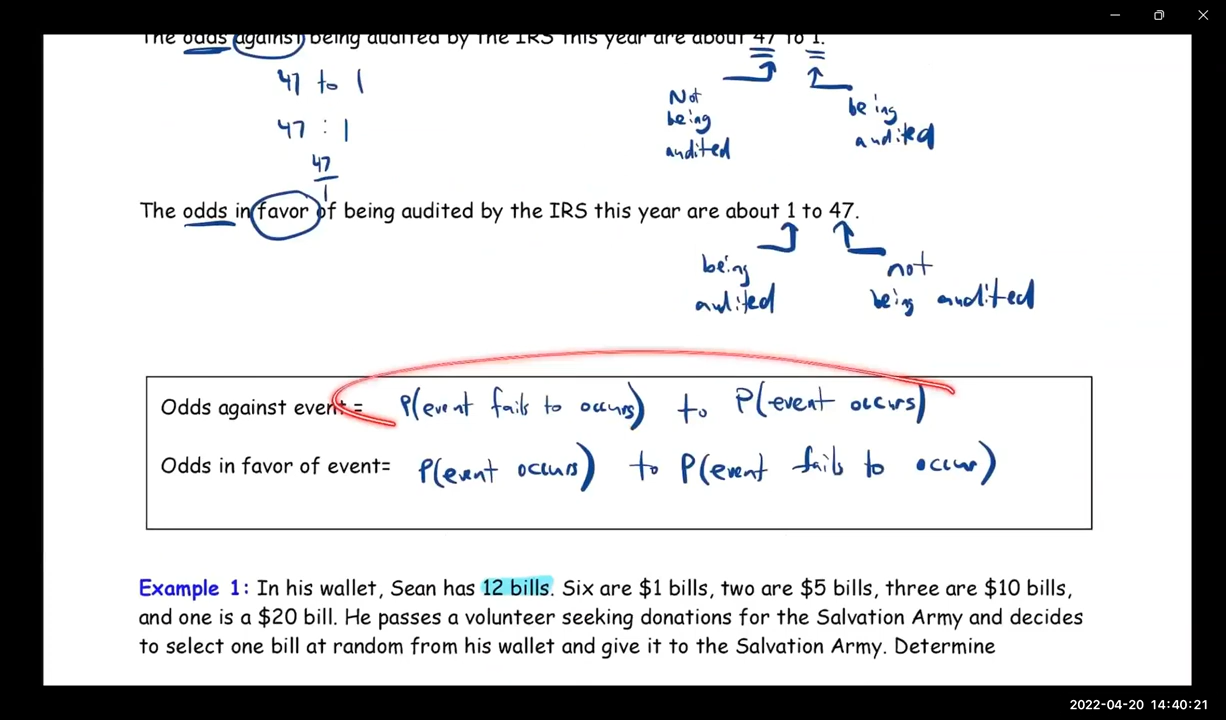 The odds against being audited by the IRS this year are about 47 to 1.
47 to 1
47 : 1
47
1
Not
being
audited
being
audited
The odds in favor of being audited by the IRS this year are about 1 to 47.
being
audited
not
being audited
Odds against event = P(event fails to occurs) to P(event occurs)
Odds in favor of event= P(event occurs) to P(event fails to occur)
Example 1: In his wallet, Sean has 12 bills. Six are $1 bills, two are $5 bills, three are $10 bills,
and one is a $20 bill. He passes a volunteer seeking donations for the Salvation Army and decides
to select one bill at random from his wallet and give it to the Salvation Army. Determine
2022-04-20 14:40:21